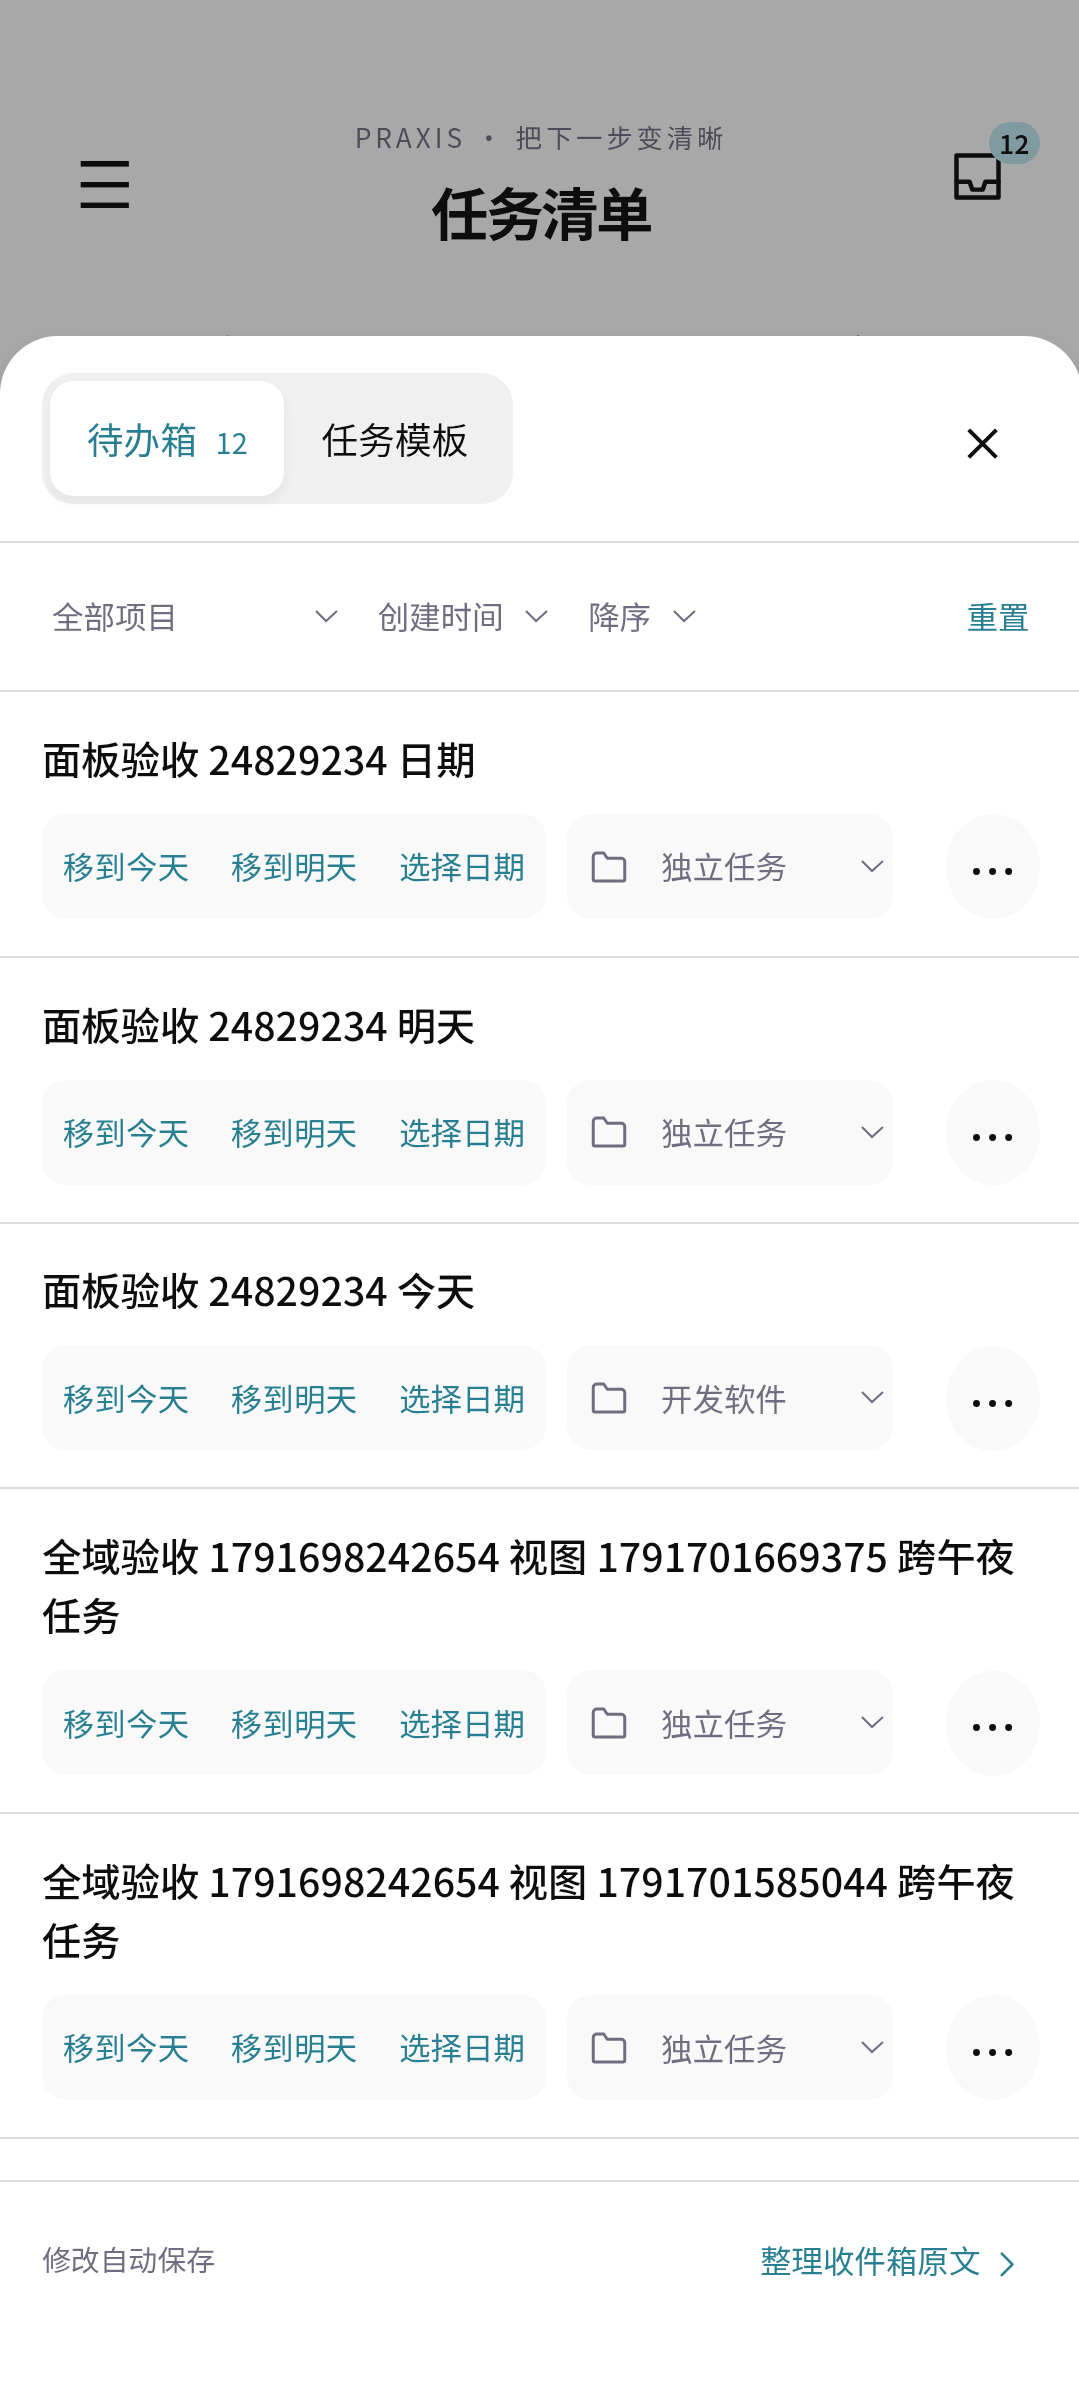 PRAXIS · 把下一步变清晰
任务清单
12
待办箱 12
任务模板
全部项目
创建时间
降序
重置
面板验收 24829234 日期
移到今天 移到明天 选择日期 独立任务
面板验收 24829234 明天
移到今天 移到明天 选择日期 独立任务
面板验收 24829234 今天
移到今天 移到明天 选择日期 开发软件
全域验收 1791698242654 视图 1791701669375 跨午夜
任务
移到今天 移到明天 选择日期 独立任务
全域验收 1791698242654 视图 1791701585044 跨午夜
任务
移到今天 移到明天 选择日期 独立任务
修改自动保存
整理收件箱原文